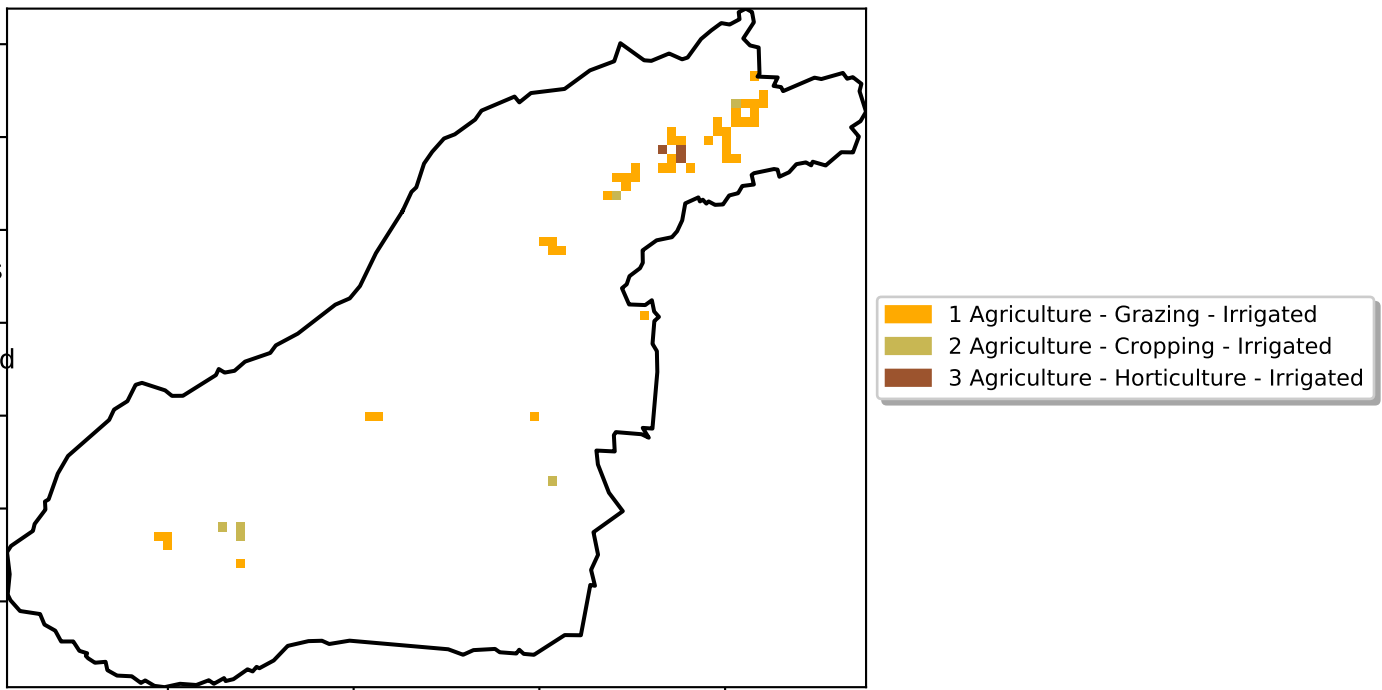 1 Agriculture - Grazing - Irrigated
2 Agriculture - Cropping - Irrigated
3 Agriculture - Horticulture - Irrigated
d